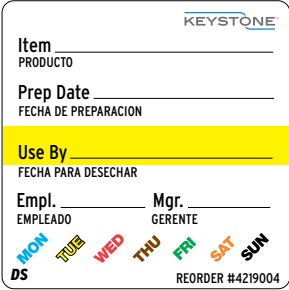 KEYSTONE
Item
PRODUCTO
Prep Date
FECHA DE PREPARACION
Use By
FECHA PARA DESECHAR
Empl. Mgr.
EMPLEADO GERENTE
MON TUE WED THU FRI SAT SUN
DS REORDER #4219004